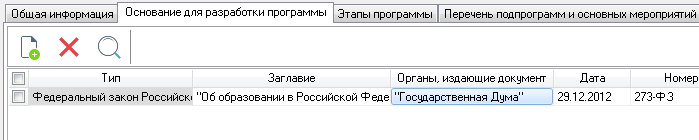 Общая информация Основание для разработки программы Этапы программы Перечень подпрограмм и основных мероприятий
Тип Заглавие Органы, издающие документ Дата Номер
Федеральный закон Российск "Об образовании в Российской Феде "Государственная Дума" 29.12.2012 273-ФЗ